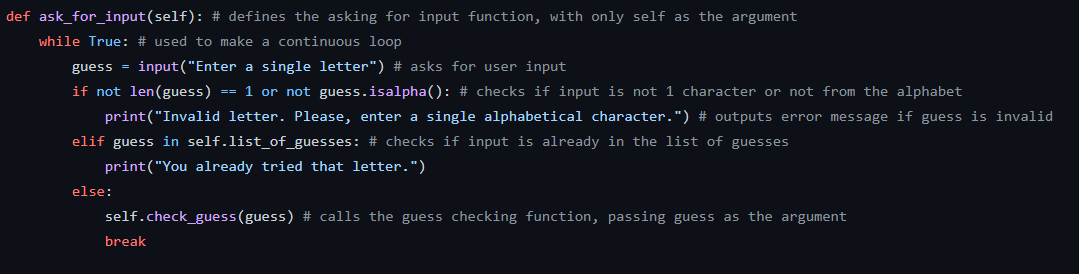 def ask_for_input(self): # defines the asking for input function, with only self as the argument
    while True: # used to make a continuous loop
        guess = input("Enter a single letter") # asks for user input
        if not len(guess) == 1 or not guess.isalpha(): # checks if input is not 1 character or not from the alphabet
            print("Invalid letter. Please, enter a single alphabetical character.") # outputs error message if guess is invalid
        elif guess in self.list_of_guesses: # checks if input is already in the list of guesses
            print("You already tried that letter.")
        else:
            self.check_guess(guess) # calls the guess checking function, passing guess as the argument
            break